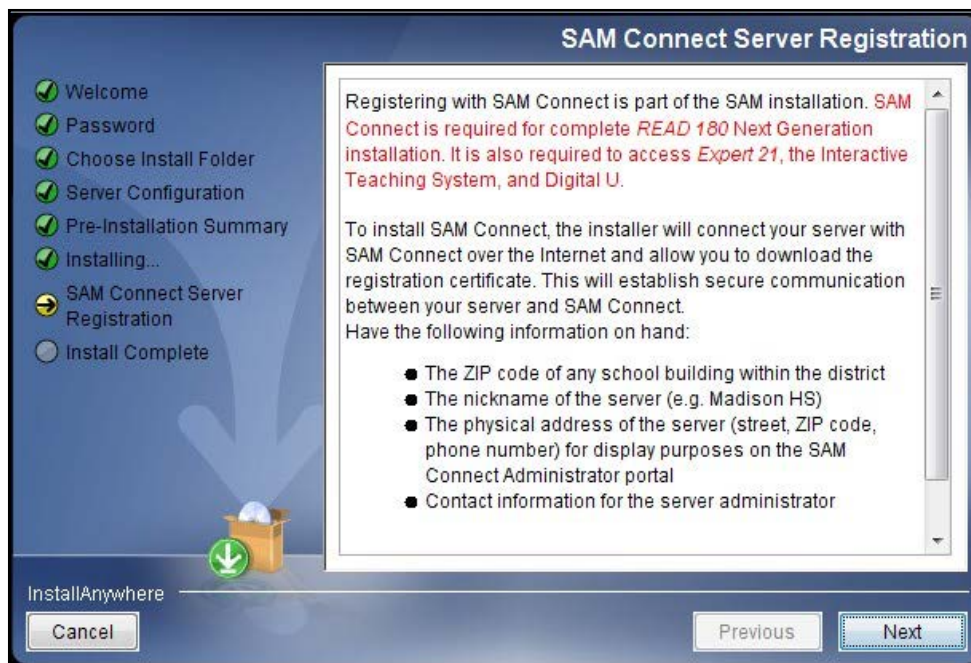 SAM Connect Server Registration
Welcome
Password
Choose Install Folder
Server Configuration
Pre-Installation Summary
Installing...
SAM Connect Server
Registration
Install Complete
Registering with SAM Connect is part of the SAM installation. SAM
Connect is required for complete READ 180 Next Generation
installation. It is also required to access Expert 21, the Interactive
Teaching System, and Digital U.
To install SAM Connect, the installer will connect your server with
SAM Connect over the Internet and allow you to download the
registration certificate. This will establish secure communication
between your server and SAM Connect.
Have the following information on hand:
● The ZIP code of any school building within the district
● The nickname of the server (e.g. Madison HS)
● The physical address of the server (street, ZIP code,
phone number) for display purposes on the SAM
Connect Administrator portal
● Contact information for the server administrator
InstallAnywhere
Cancel
Previous
Next